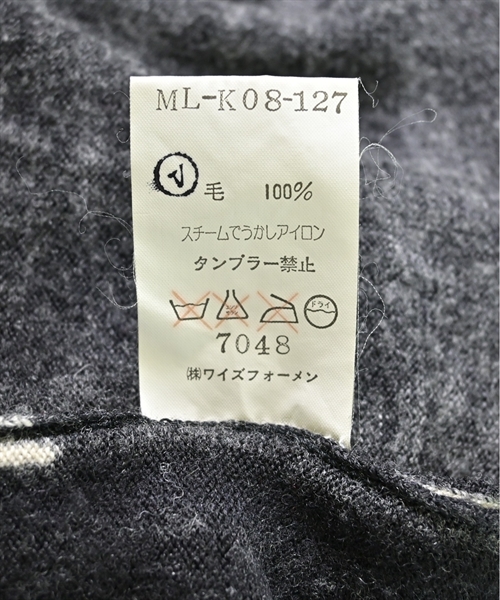 ML-K08-127
毛 100%
スチームでうかしアイロン
タンブラー禁止
ドライ
7048
㈱ワイズフォーメン